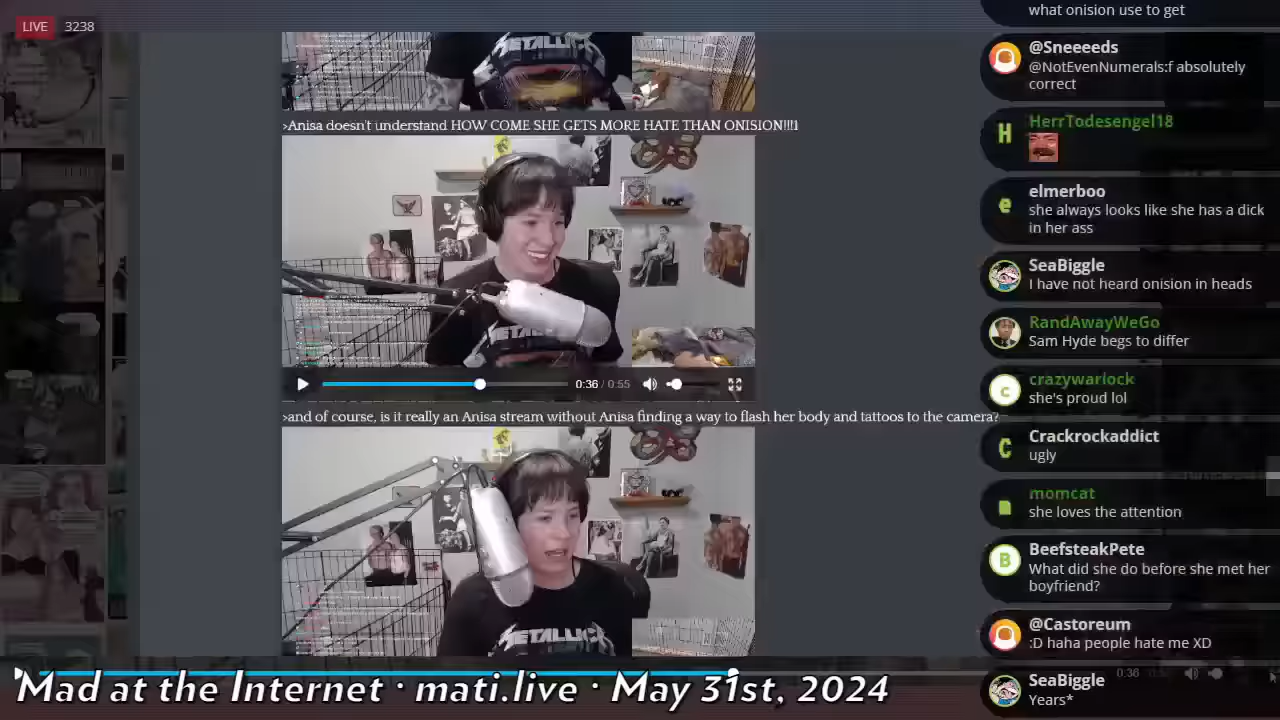 LIVE 3238
what onision use to get
@Sneeeeds
@NotEvenNumerals:f absolutely
correct
METALLICA
>Anisa doesn't understand HOW COME SHE GETS MORE HATE THAN ONISION!!!1
H HerrTodesengel18
e elmerboo
she always looks like she has a dick
in her ass
SeaBiggle
I have not heard onision in heads
RandAwayWeGo
Sam Hyde begs to differ
METALLICA
0:36 / 0:55
c crazywarlock
she's proud lol
>and of course, is it really an Anisa stream without Anisa finding a way to flash her body and tattoos to the camera?
C Crackrockaddict
ugly
momcat
she loves the attention
B BeefsteakPete
What did she do before she met her
boyfriend?
@Castoreum
:D haha people hate me XD
METALLICA
0:36
SeaBiggle
Years*
Mad at the Internet · mati.live · May 31st, 2024